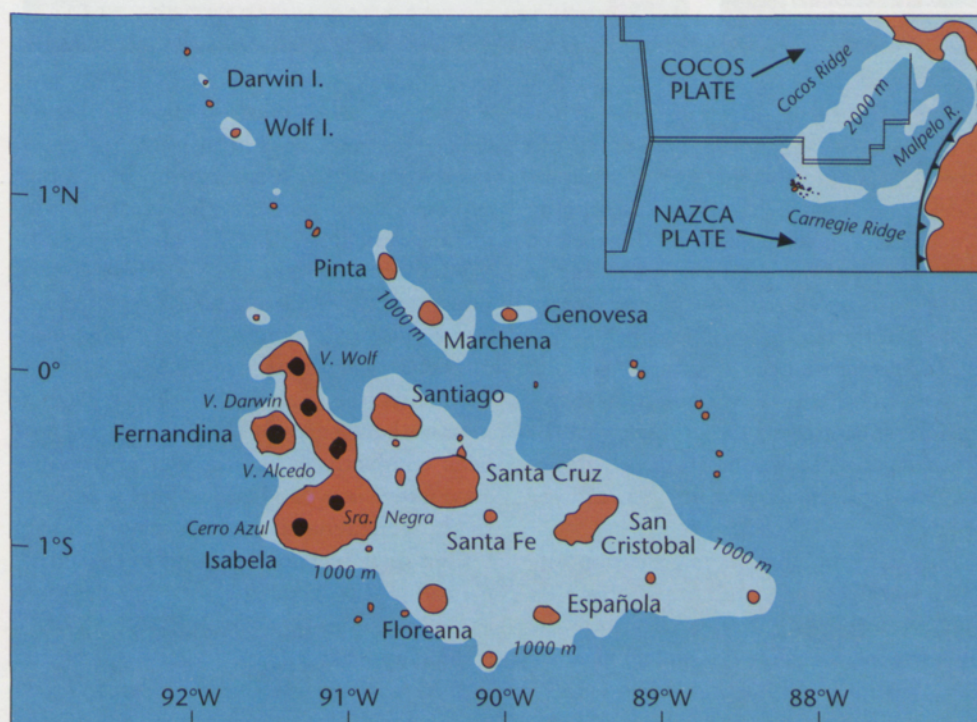 Darwin I.
Wolf I.
COCOS
PLATE
Cocos Ridge
2000 m
Malpelo R.
NAZCA
PLATE
Carnegie Ridge
1°N
Pinta
1000 m
Marchena
Genovesa
0°
V. Wolf
V. Darwin
Santiago
Fernandina
V. Alcedo
Santa Cruz
Cerro Azul
Sra. Negra
Santa Fe
San
Cristobal
1000 m
1°S
Isabela
1000 m
Floreana
Española
1000 m
92°W
91°W
90°W
89°W
88°W